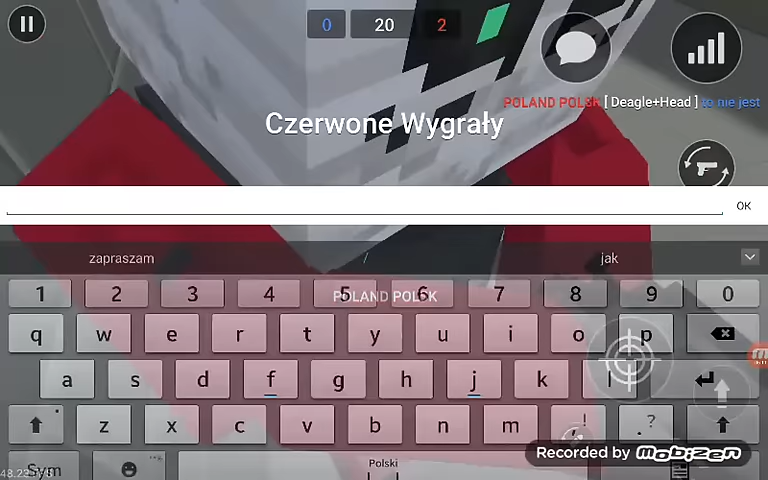 0 20 2
POLAND POLSK [ Deagle+Head ] to nie jest
Czerwone Wygrały
OK
zapraszam jak
1 2 3 4 5 6 7 8 9 0
POLAND POLSK
q w e r t y u i o p
a s d f g h j k l
z x c v b n m ! . ?
Recorded by MOBIZEN
Sym Polski